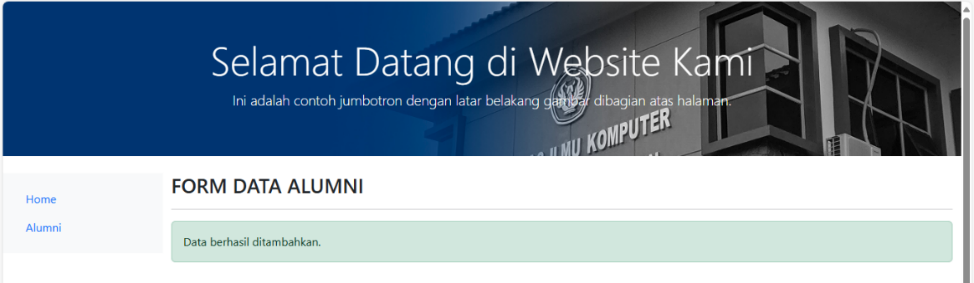 Selamat Datang di Website Kami
Ini adalah contoh jumbotron dengan latar belakang gambar dibagian atas halaman.
ILMU KOMPUTER
Home
Alumni
FORM DATA ALUMNI
Data berhasil ditambahkan.